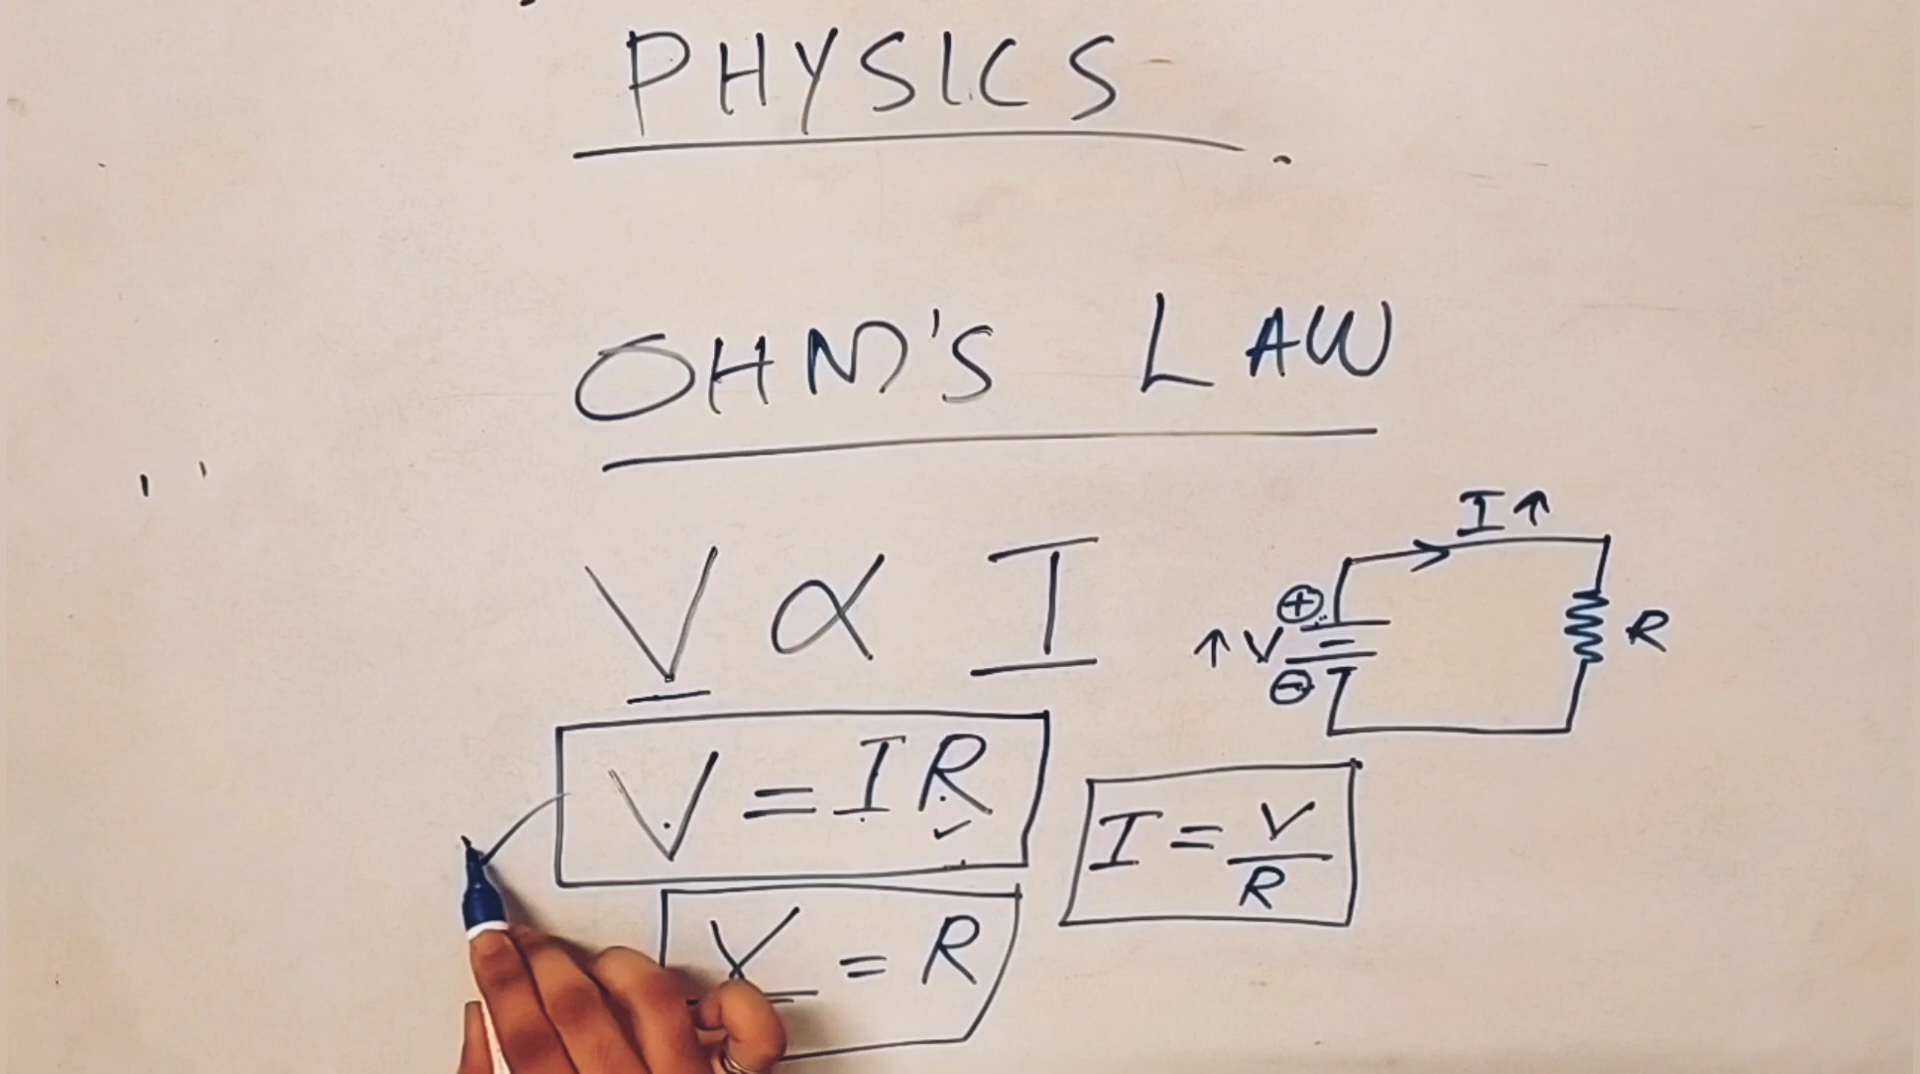 PHYSICS
OHM'S LAW
V ∝ I
I ↑
+
↑ V
-
R
V = IR
I = V/R
V = R